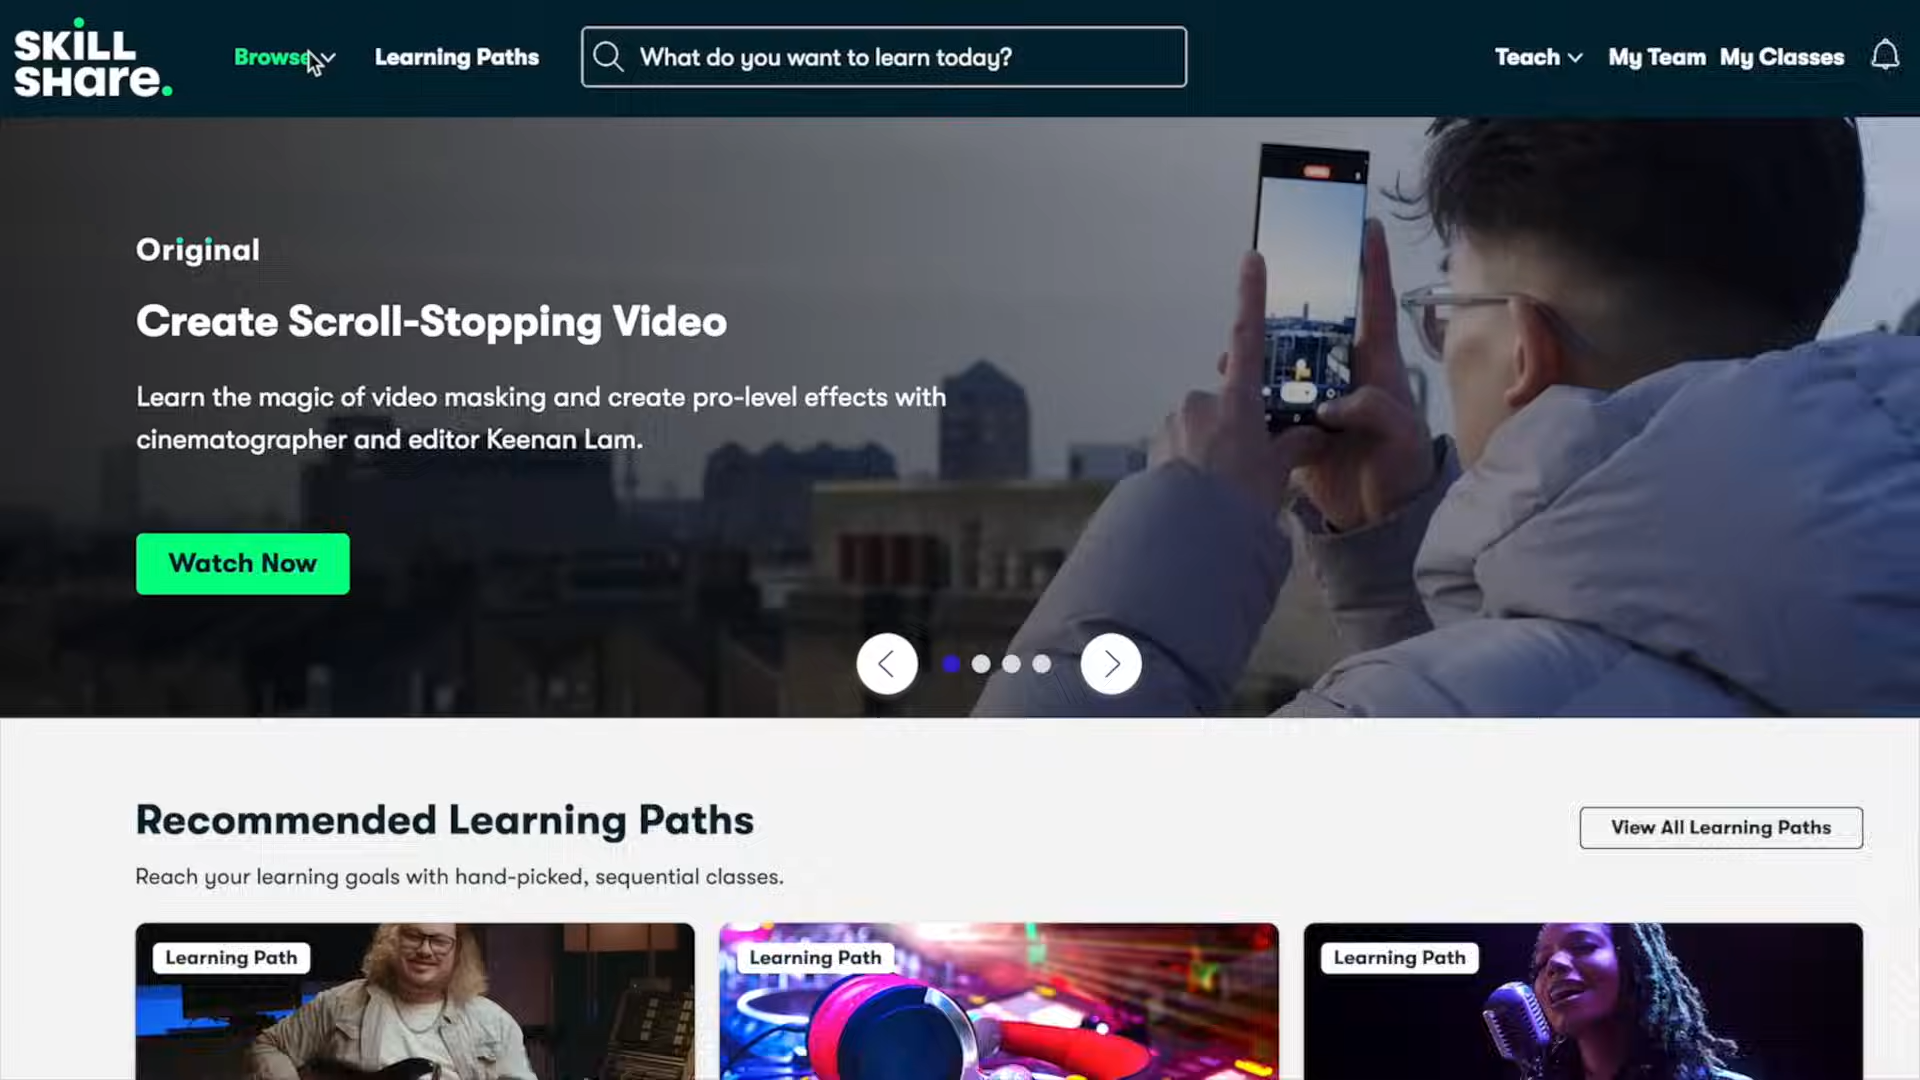 SKILL
SHARE.
Browse
Learning Paths
What do you want to learn today?
Teach
My Team
My Classes
Original
Create Scroll-Stopping Video
Learn the magic of video masking and create pro-level effects with
cinematographer and editor Keenan Lam.
Watch Now
Recommended Learning Paths
View All Learning Paths
Reach your learning goals with hand-picked, sequential classes.
Learning Path
Learning Path
Learning Path